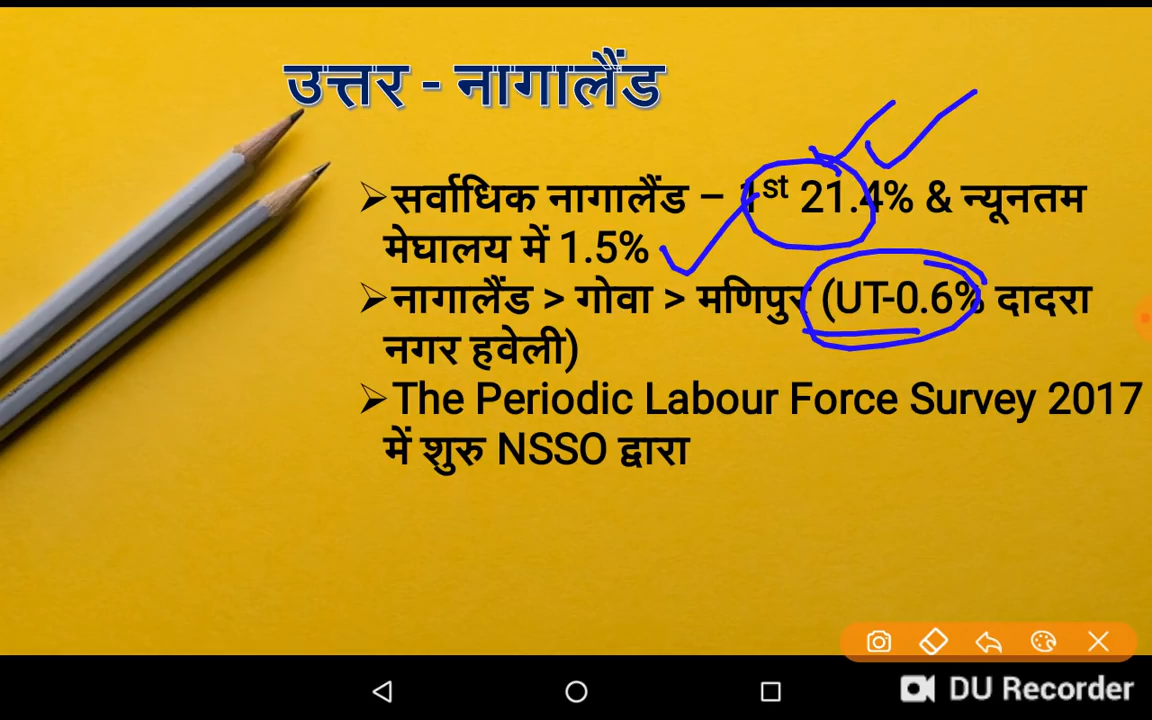 उत्तर - नागालैंड
➢सर्वाधिक नागालैंड – 1st 21.4% & न्यूनतम
मेघालय में 1.5%
➢नागालैंड > गोवा > मणिपुर (UT-0.6% दादरा
नगर हवेली)
➢The Periodic Labour Force Survey 2017
में शुरु NSSO द्वारा
DU Recorder